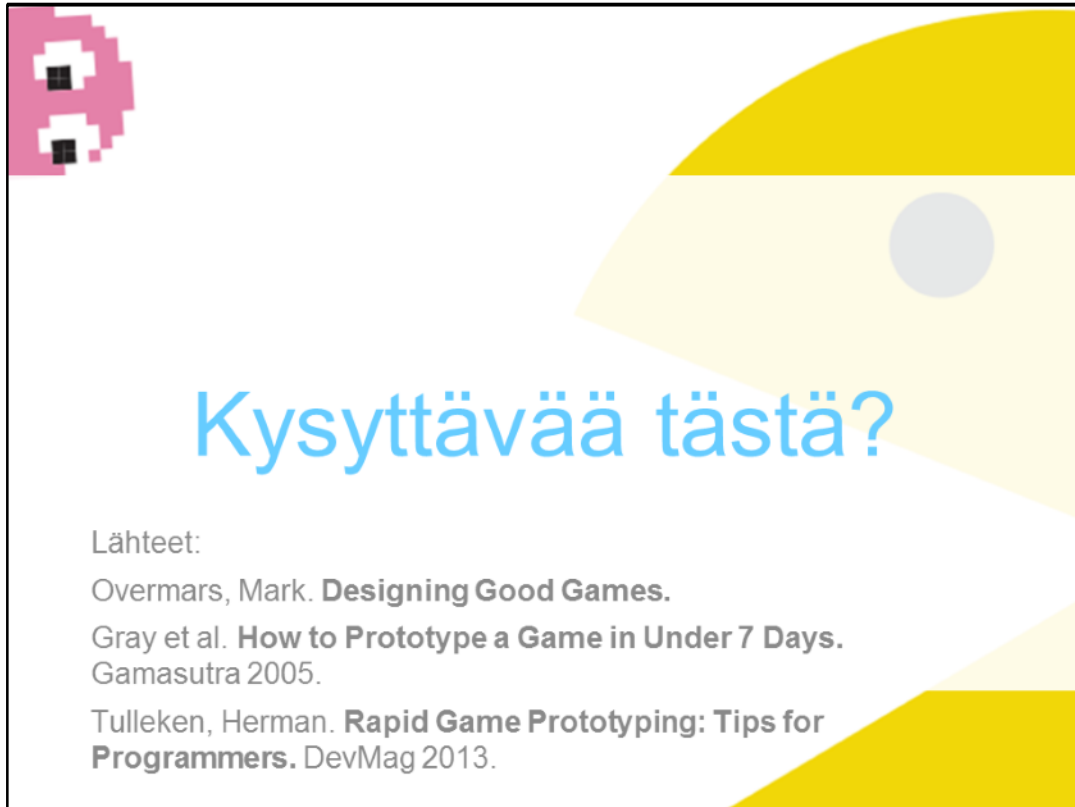 Kysyttävää tästä?
Lähteet:
Overmars, Mark. Designing Good Games.
Gray et al. How to Prototype a Game in Under 7 Days.
Gamasutra 2005.
Tulleken, Herman. Rapid Game Prototyping: Tips for
Programmers. DevMag 2013.